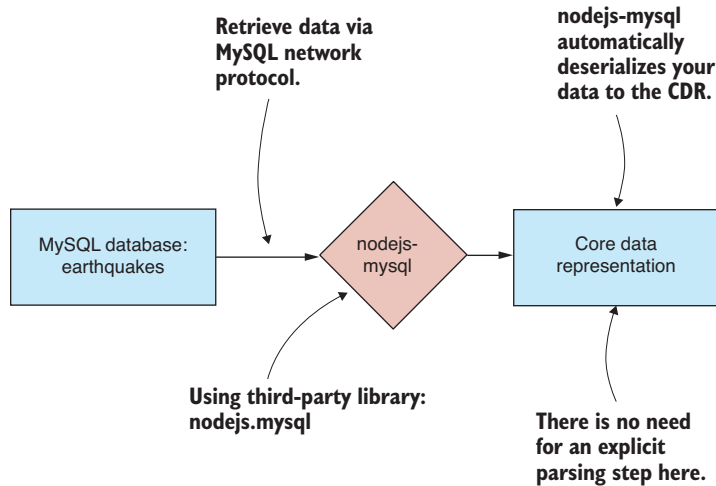 Retrieve data via
MySQL network
protocol.
nodejs-mysql
automatically
deserializes your
data to the CDR.
MySQL database:
earthquakes
nodejs-
mysql
Core data
representation
Using third-party library:
nodejs.mysql
There is no need
for an explicit
parsing step here.